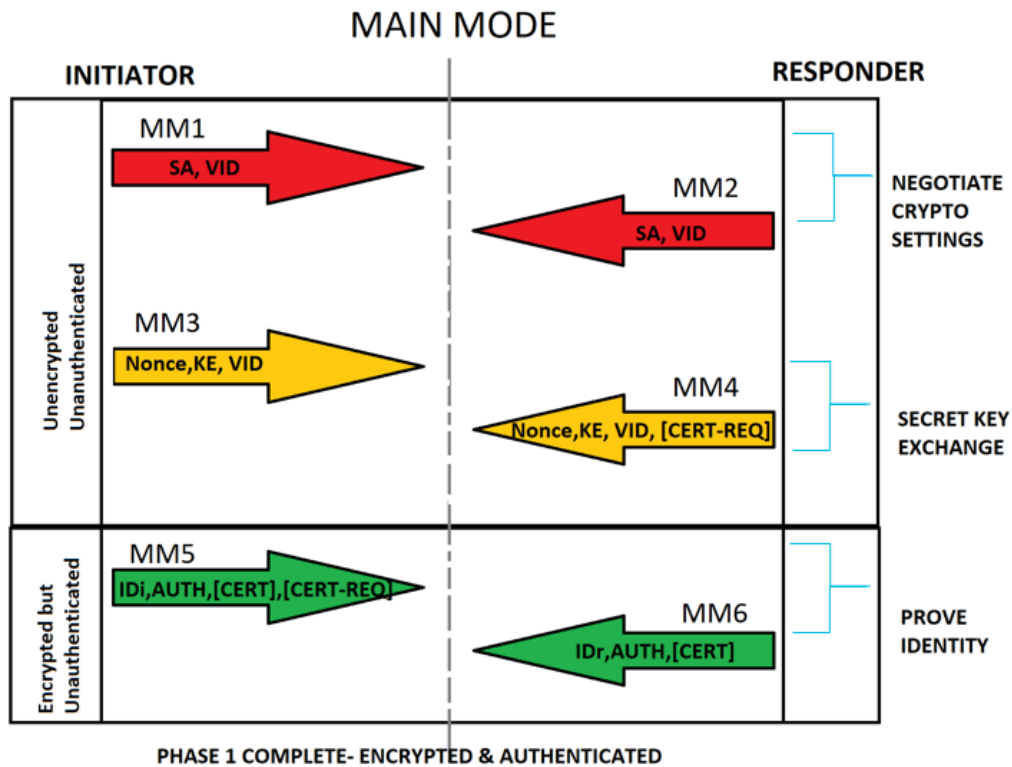 MAIN MODE
INITIATOR
RESPONDER
MM1
SA, VID
MM2
SA, VID
NEGOTIATE
CRYPTO
SETTINGS
Unencrypted
Unanuthenticated
MM3
Nonce,KE, VID
MM4
Nonce,KE, VID, [CERT-REQ]
SECRET KEY
EXCHANGE
Encrypted but
Unauthenticated
MM5
IDi,AUTH,[CERT],[CERT-REQ]
MM6
IDr,AUTH,[CERT]
PROVE
IDENTITY
PHASE 1 COMPLETE- ENCRYPTED & AUTHENTICATED